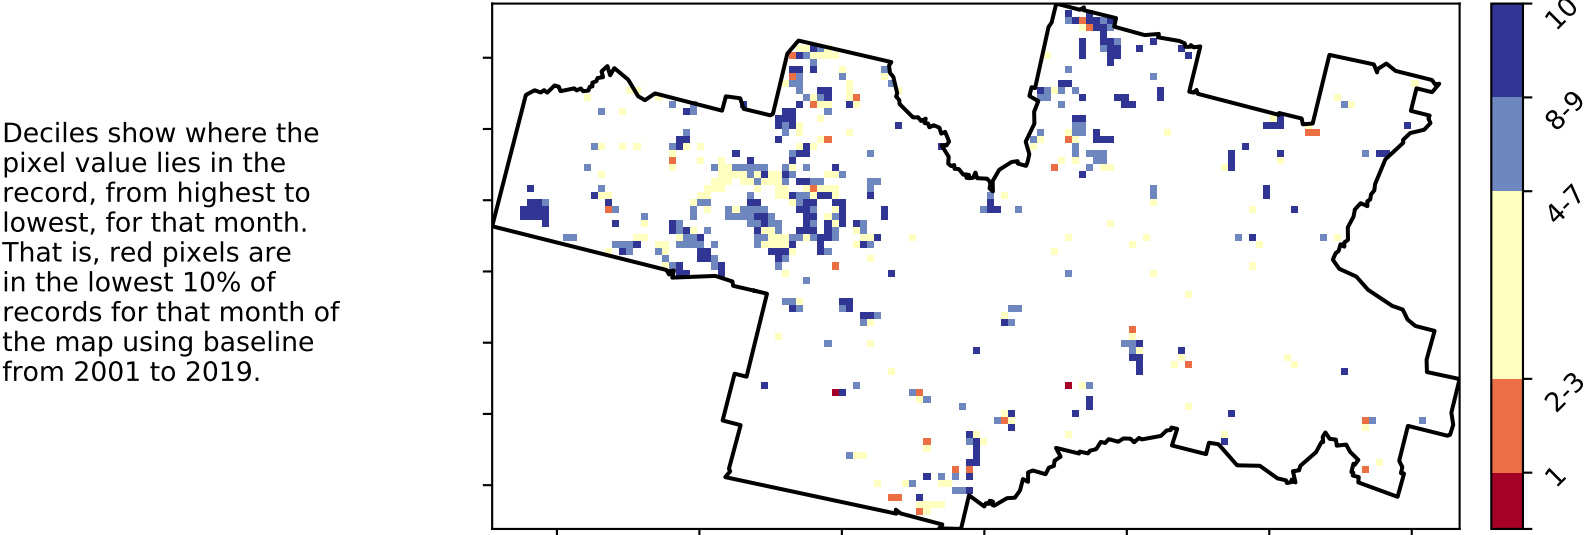 Deciles show where the
pixel value lies in the
record, from highest to
lowest, for that month.
That is, red pixels are
in the lowest 10% of
records for that month of
the map using baseline
from 2001 to 2019.
10
8-9
4-7
2-3
1